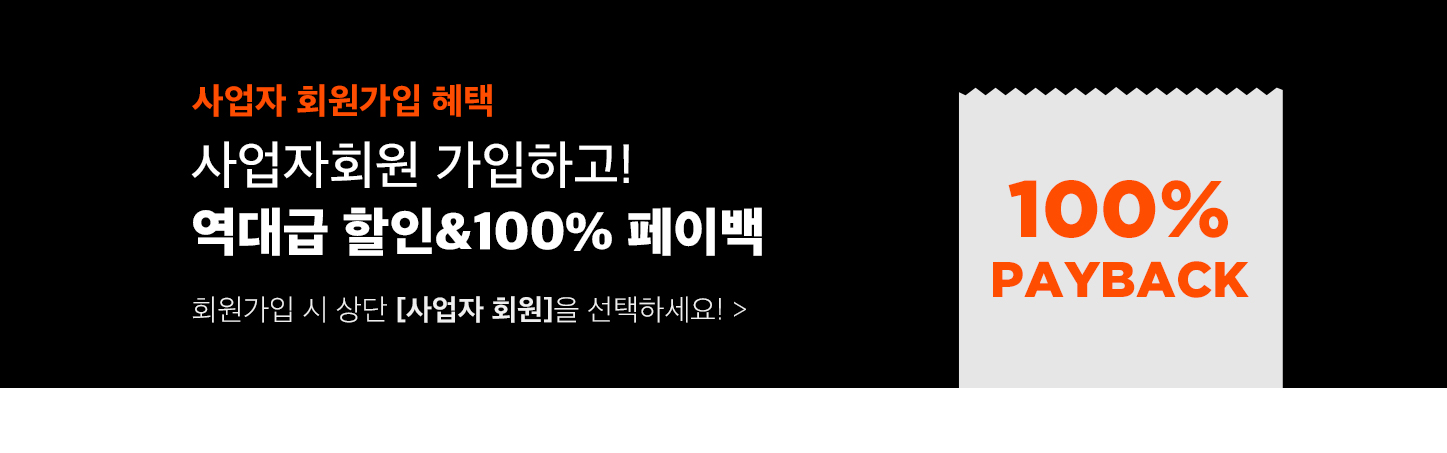 사업자 회원가입 혜택
사업자회원 가입하고!
역대급 할인&100% 페이백
회원가입 시 상단 [사업자 회원]을 선택하세요! >
100%
PAYBACK